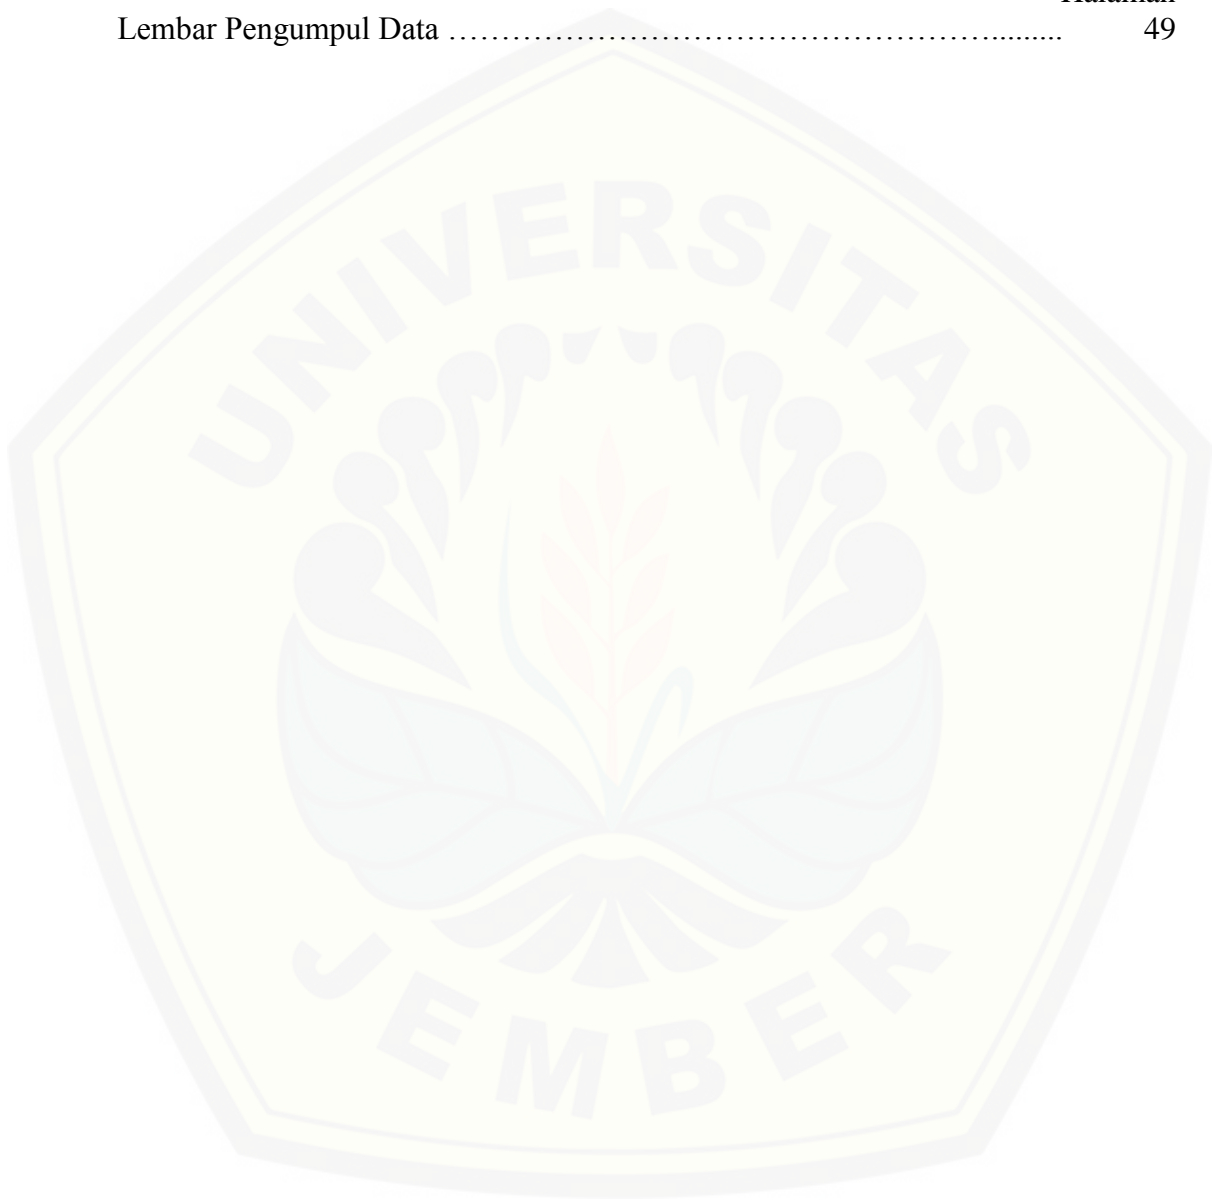 Halaman
Lembar Pengumpul Data ……………………………………………......... 49
UNIVERSITAS
JEMBER